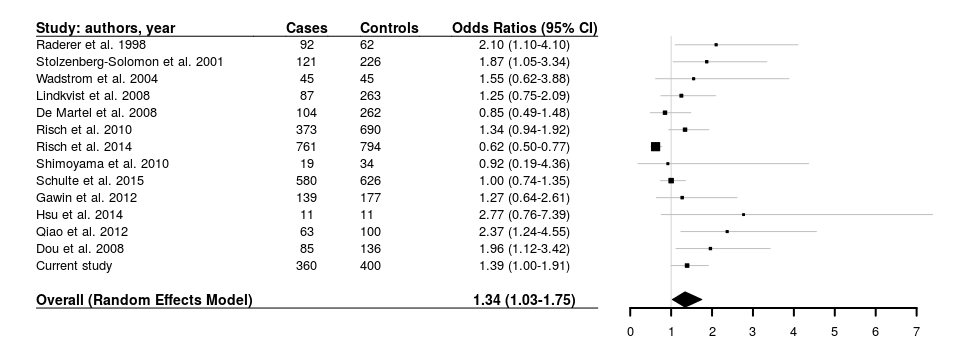 Study: authors, year Cases Controls Odds Ratios (95% CI)
Raderer et al. 1998 92 62 2.10 (1.10-4.10)
Stolzenberg-Solomon et al. 2001 121 226 1.87 (1.05-3.34)
Wadstrom et al. 2004 45 45 1.55 (0.62-3.88)
Lindkvist et al. 2008 87 263 1.25 (0.75-2.09)
De Martel et al. 2008 104 262 0.85 (0.49-1.48)
Risch et al. 2010 373 690 1.34 (0.94-1.92)
Risch et al. 2014 761 794 0.62 (0.50-0.77)
Shimoyama et al. 2010 19 34 0.92 (0.19-4.36)
Schulte et al. 2015 580 626 1.00 (0.74-1.35)
Gawin et al. 2012 139 177 1.27 (0.64-2.61)
Hsu et al. 2014 11 11 2.77 (0.76-7.39)
Qiao et al. 2012 63 100 2.37 (1.24-4.55)
Dou et al. 2008 85 136 1.96 (1.12-3.42)
Current study 360 400 1.39 (1.00-1.91)
Overall (Random Effects Model) 1.34 (1.03-1.75)
0 1 2 3 4 5 6 7